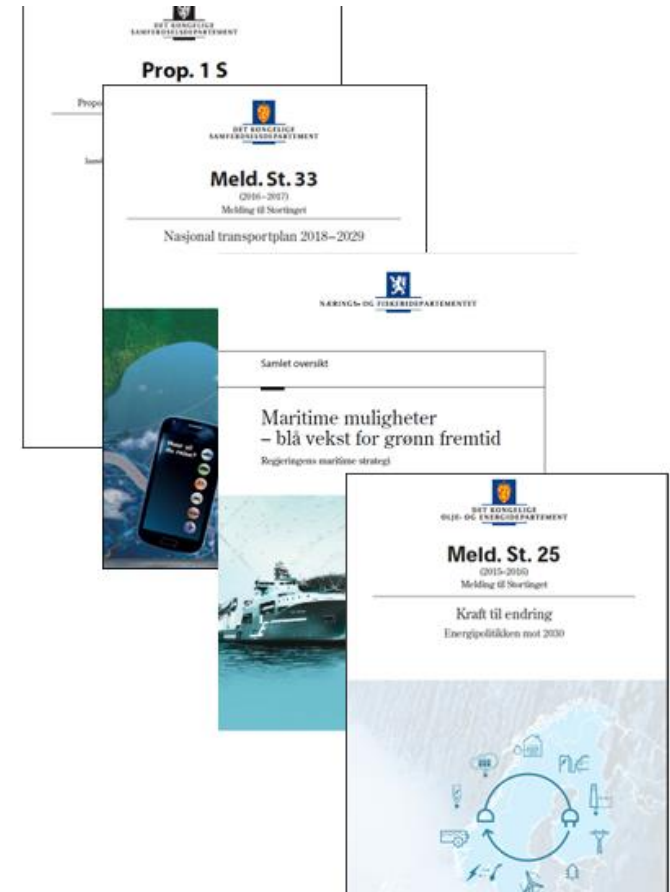 DET KONGELIGE
SAMFERDSELSDEPARTEMENT
Prop. 1 S
DET KONGELIGE
SAMFERDSELSDEPARTEMENT
Meld. St. 33
(2016–2017)
Melding til Stortinget
Nasjonal transportplan 2018–2029
NÆRINGS- OG FISKERIDEPARTEMENTET
Samlet oversikt
Maritime muligheter
– blå vekst for grønn fremtid
Regjeringens maritime strategi
DET KONGELIGE
OLJE- OG ENERGIDEPARTEMENT
Meld. St. 25
(2015–2016)
Melding til Stortinget
Kraft til endring
Energipolitikken mot 2030